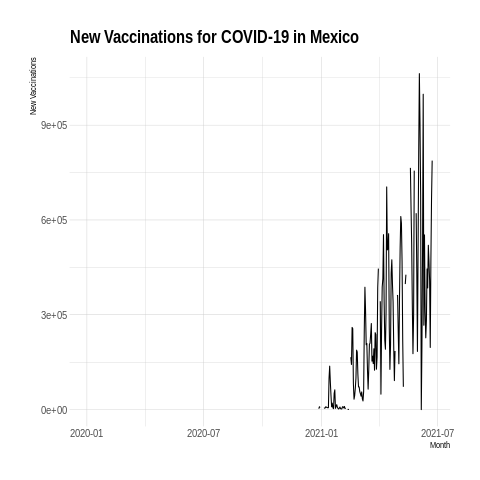 New Vaccinations for COVID-19 in Mexico
New Vaccinations
9e+05
6e+05
3e+05
0e+00
2020-01
2020-07
2021-01
2021-07
Month